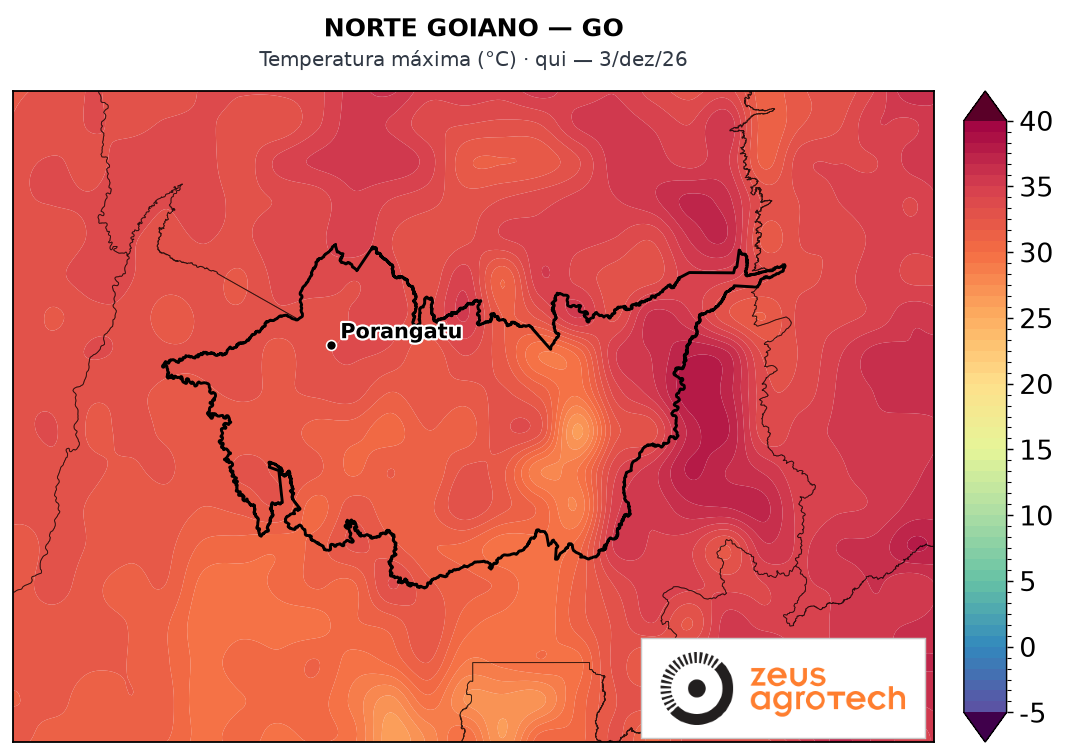 NORTE GOIANO — GO
Temperatura máxima (°C) · qui — 3/dez/26
40
35
30
25
20
15
10
5
0
-5
Porangatu
zeus
agrotech